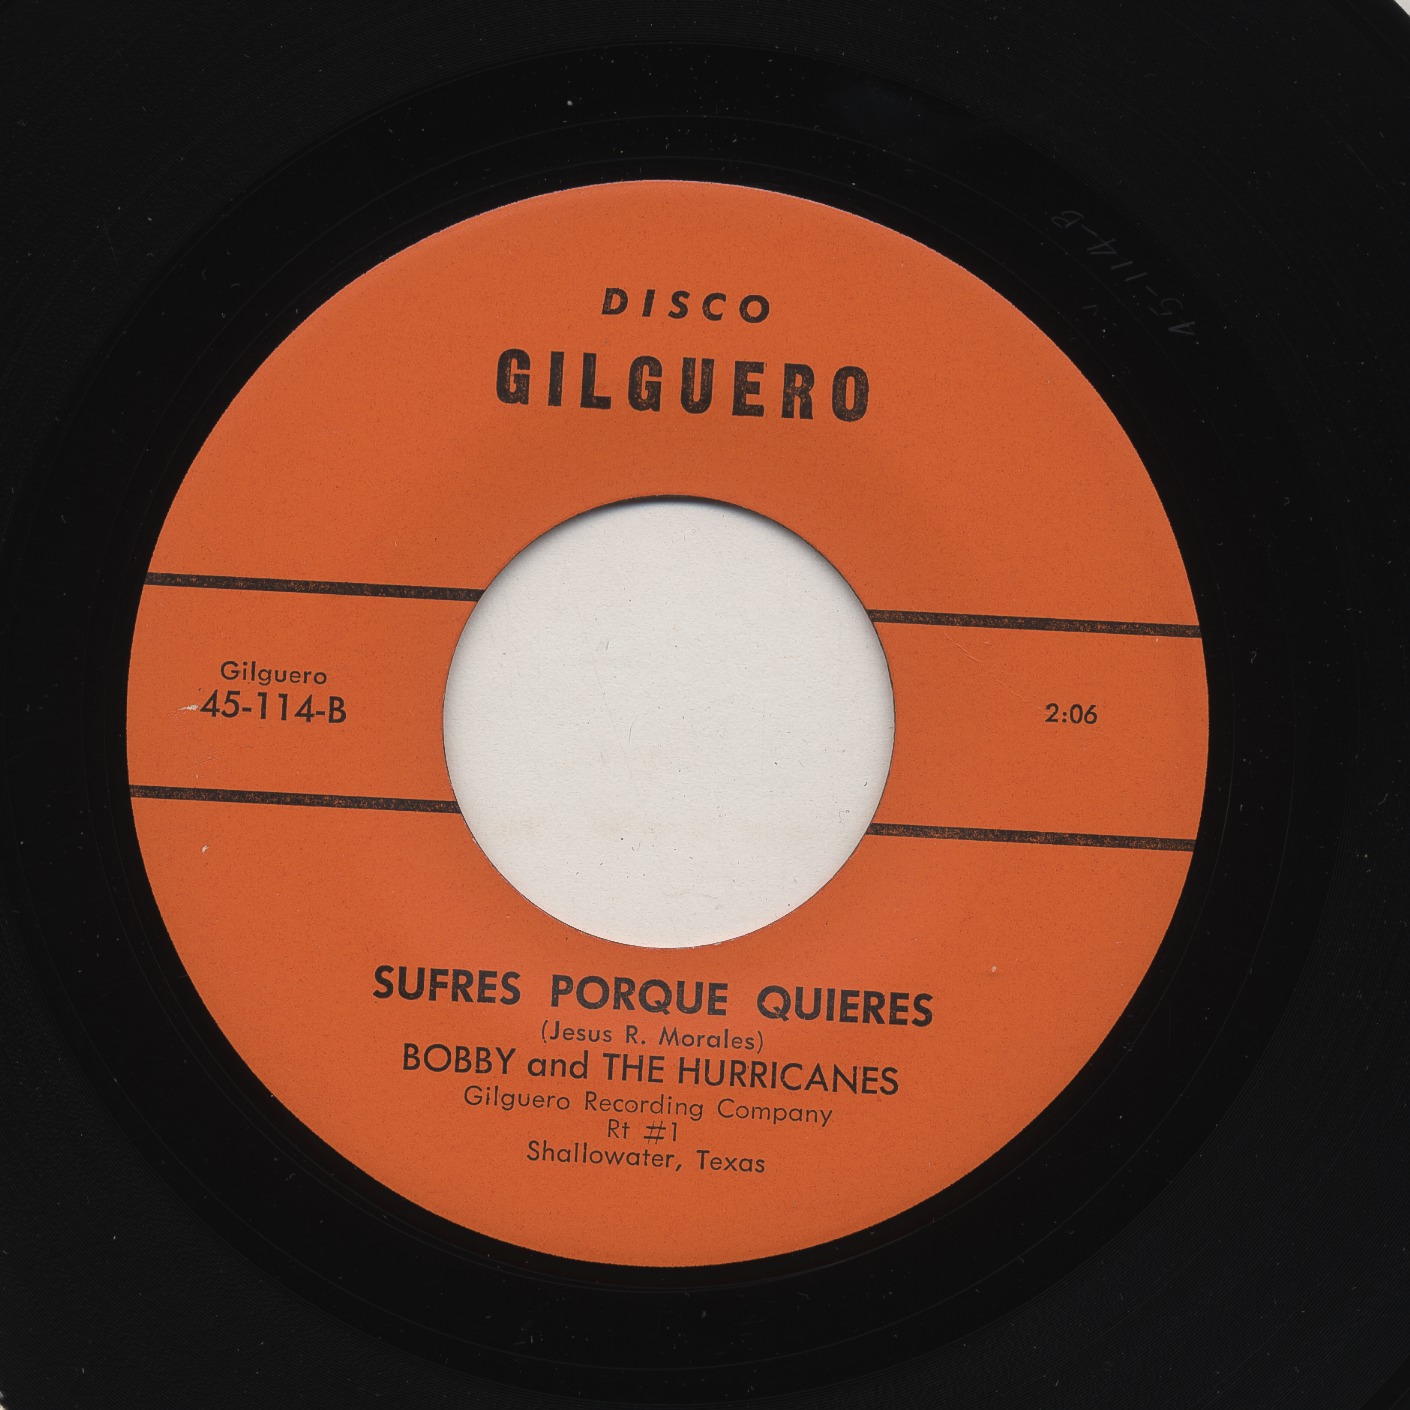 DISCO
GILGUERO
Gilguero
45-114-B
2:06
SUFRES PORQUE QUIERES
(Jesus R. Morales)
BOBBY and THE HURRICANES
Gilguero Recording Company
Rt #1
Shallowater, Texas
45-114-B